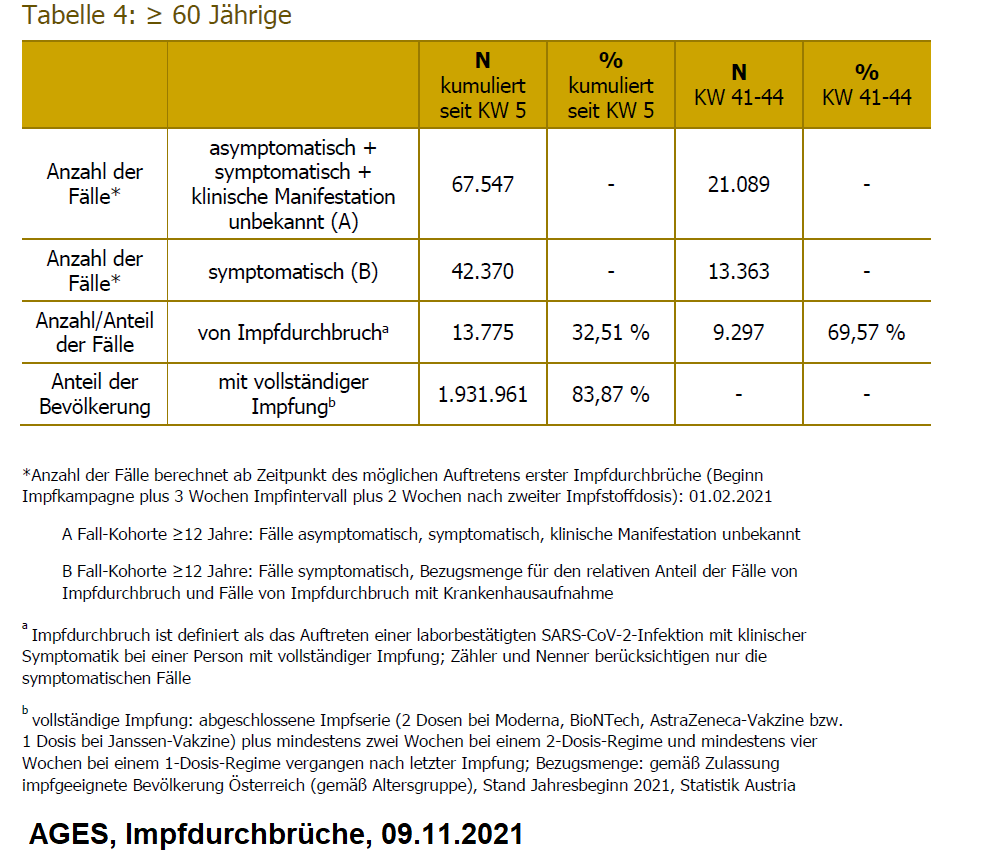 Tabelle 4: ≥ 60 Jährige
N
kumuliert
seit KW 5
%
kumuliert
seit KW 5
N
KW 41-44
%
KW 41-44
Anzahl der
Fälle*
asymptomatisch +
symptomatisch +
klinische Manifestation
unbekannt (A)
67.547
-
21.089
-
Anzahl der
Fälle*
symptomatisch (B)
42.370
-
13.363
-
Anzahl/Anteil
der Fälle
von Impfdurchbruchᵃ
13.775
32,51 %
9.297
69,57 %
Anteil der
Bevölkerung
mit vollständiger
Impfungᵇ
1.931.961
83,87 %
-
-
*Anzahl der Fälle berechnet ab Zeitpunkt des möglichen Auftretens erster Impfdurchbrüche (Beginn
Impfkampagne plus 3 Wochen Impfintervall plus 2 Wochen nach zweiter Impfstoffdosis): 01.02.2021
A Fall-Kohorte ≥12 Jahre: Fälle asymptomatisch, symptomatisch, klinische Manifestation unbekannt
B Fall-Kohorte ≥12 Jahre: Fälle symptomatisch, Bezugsmenge für den relativen Anteil der Fälle von
Impfdurchbruch und Fälle von Impfdurchbruch mit Krankenhausaufnahme
ᵃ Impfdurchbruch ist definiert als das Auftreten einer laborbestätigten SARS-CoV-2-Infektion mit klinischer
Symptomatik bei einer Person mit vollständiger Impfung; Zähler und Nenner berücksichtigen nur die
symptomatischen Fälle
ᵇ vollständige Impfung: abgeschlossene Impfserie (2 Dosen bei Moderna, BioNTech, AstraZeneca-Vakzine bzw.
1 Dosis bei Janssen-Vakzine) plus mindestens zwei Wochen bei einem 2-Dosis-Regime und mindestens vier
Wochen bei einem 1-Dosis-Regime vergangen nach letzter Impfung; Bezugsmenge: gemäß Zulassung
impfgeeignete Bevölkerung Österreich (gemäß Altersgruppe), Stand Jahresbeginn 2021, Statistik Austria
AGES, Impfdurchbrüche, 09.11.2021